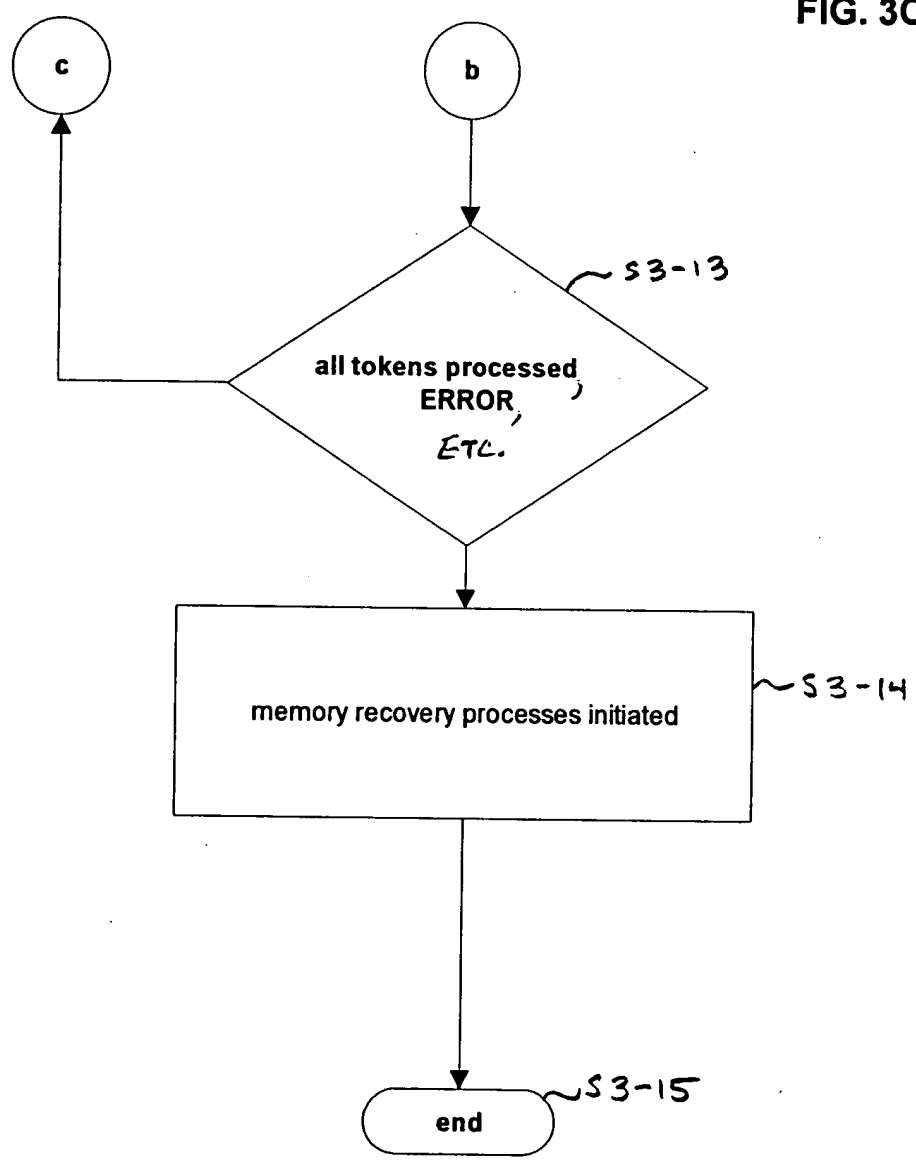 FIG. 3C
c
b
S3-13
all tokens processed,
ERROR,
ETC.
memory recovery processes initiated
S3-14
S3-15
end